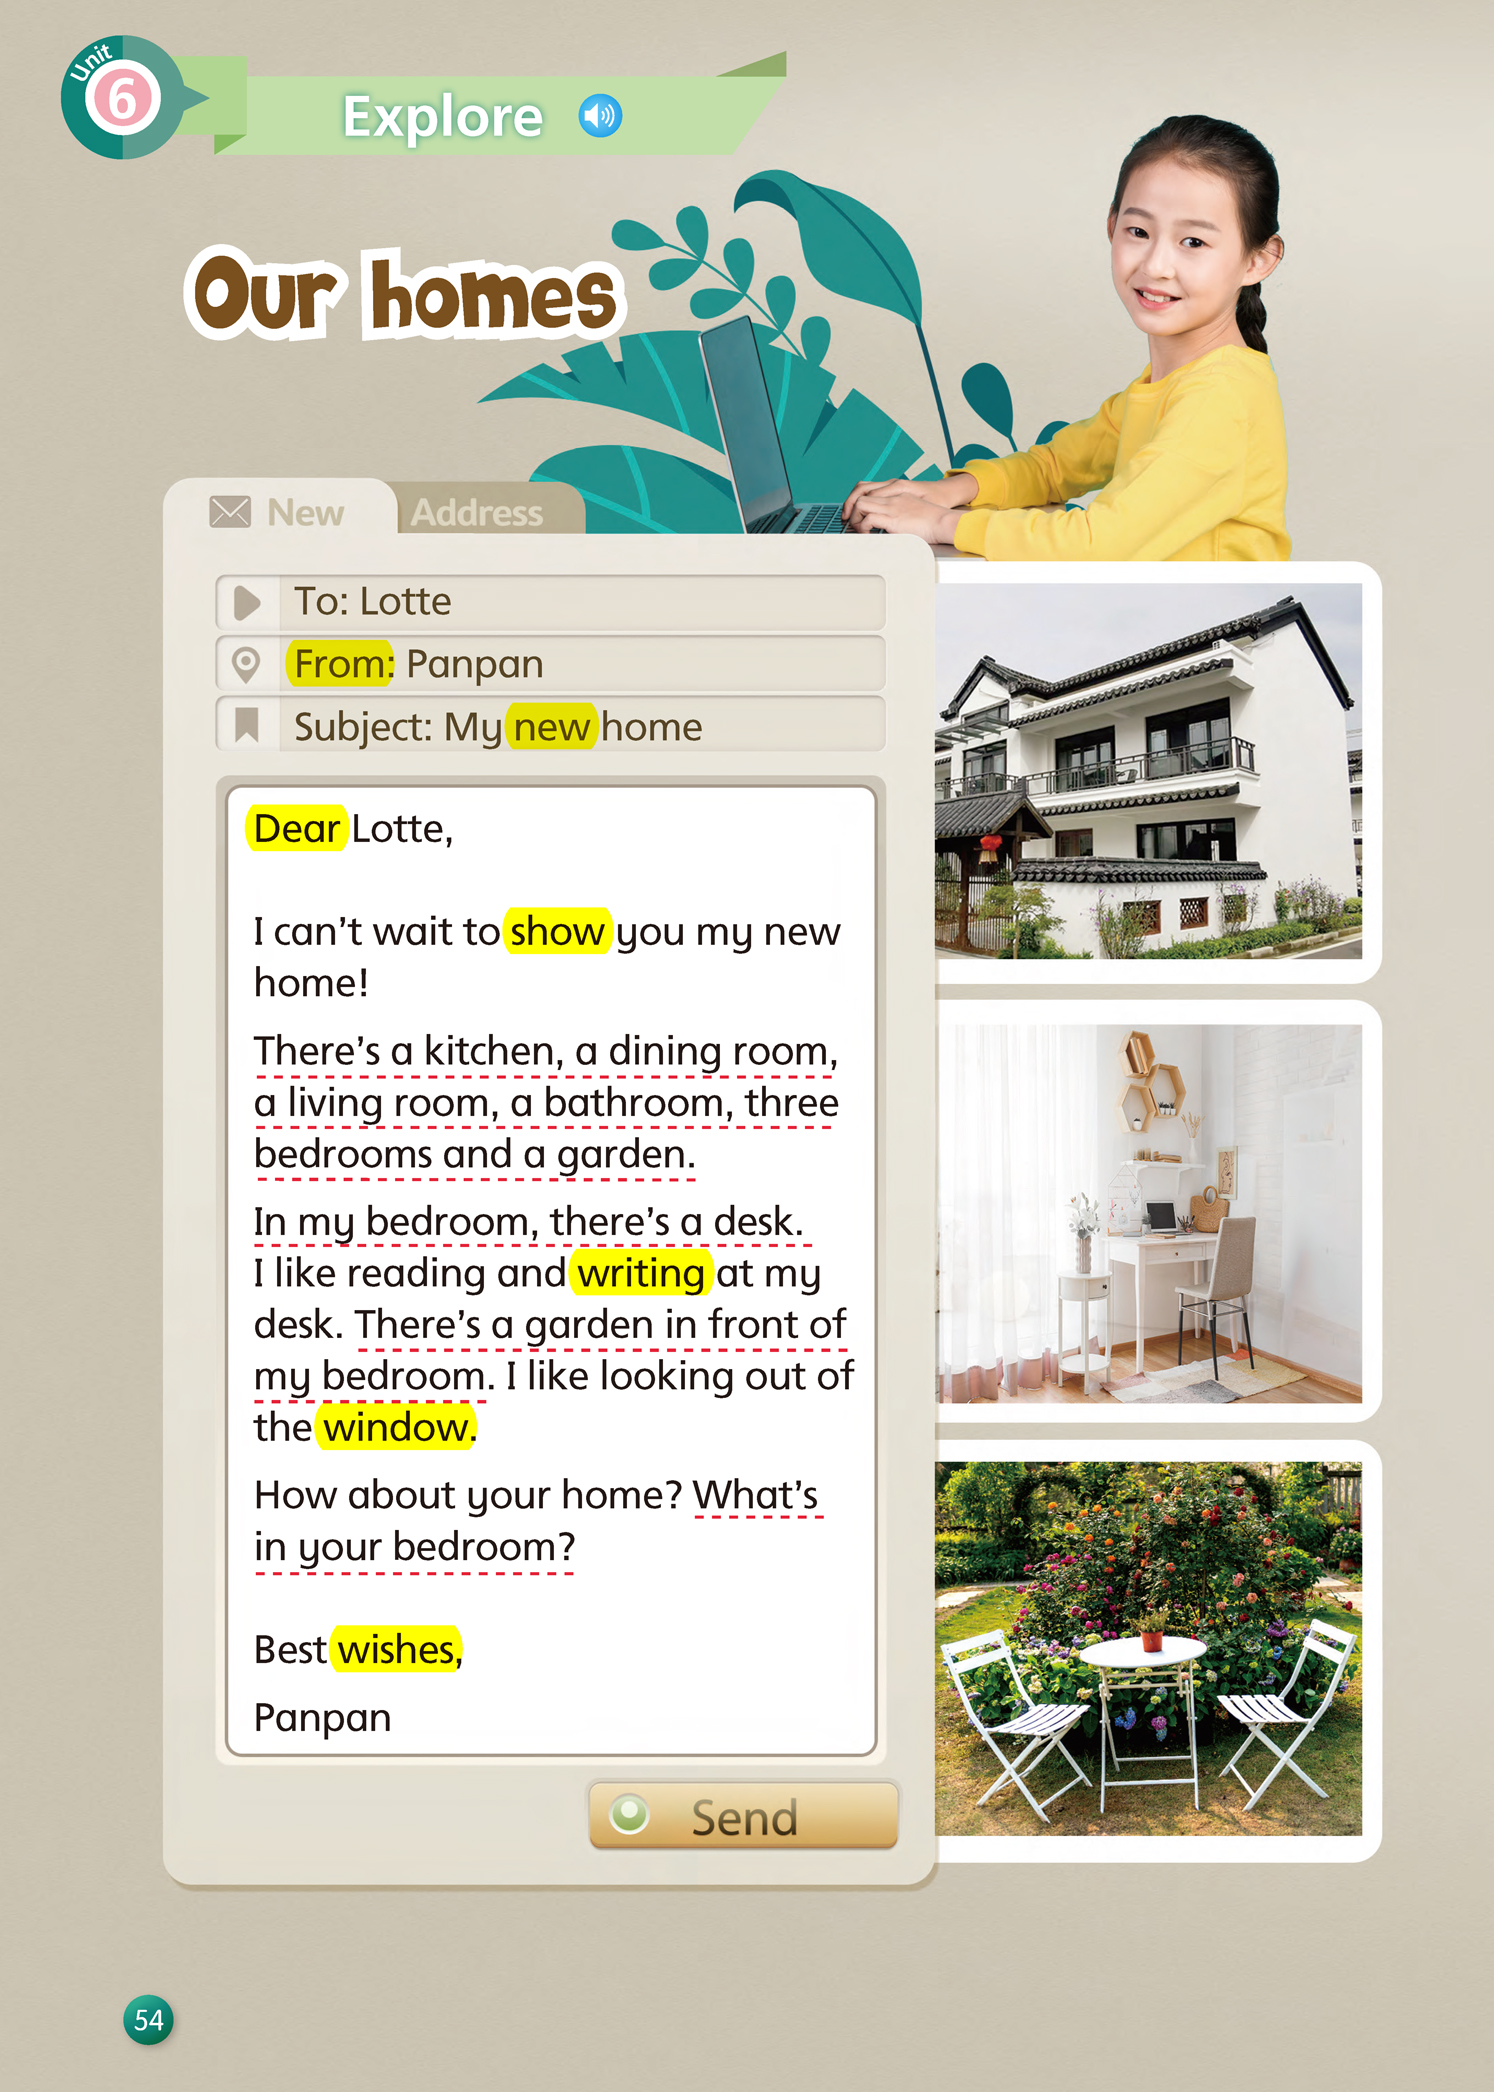 Unit
6
Explore
Our homes
New
Address
To: Lotte
From: Panpan
Subject: My new home
Dear Lotte,
I can't wait to show you my new
home!
There's a kitchen, a dining room,
a living room, a bathroom, three
bedrooms and a garden.
In my bedroom, there's a desk.
I like reading and writing at my
desk. There's a garden in front of
my bedroom. I like looking out of
the window.
How about your home? What's
in your bedroom?
Best wishes,
Panpan
Send
54